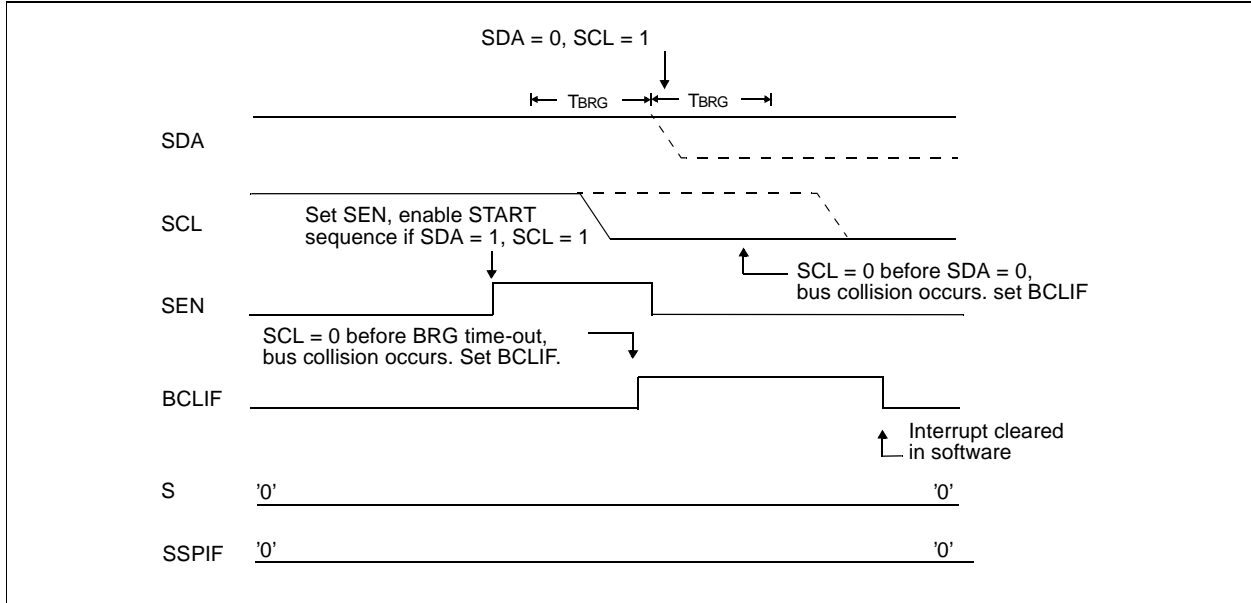 SDA = 0, SCL = 1
TBRG TBRG
SDA
SCL
Set SEN, enable START
sequence if SDA = 1, SCL = 1
SCL = 0 before SDA = 0,
bus collision occurs. set BCLIF
SEN
SCL = 0 before BRG time-out,
bus collision occurs. Set BCLIF.
BCLIF
Interrupt cleared
in software
S '0' '0'
SSPIF '0' '0'